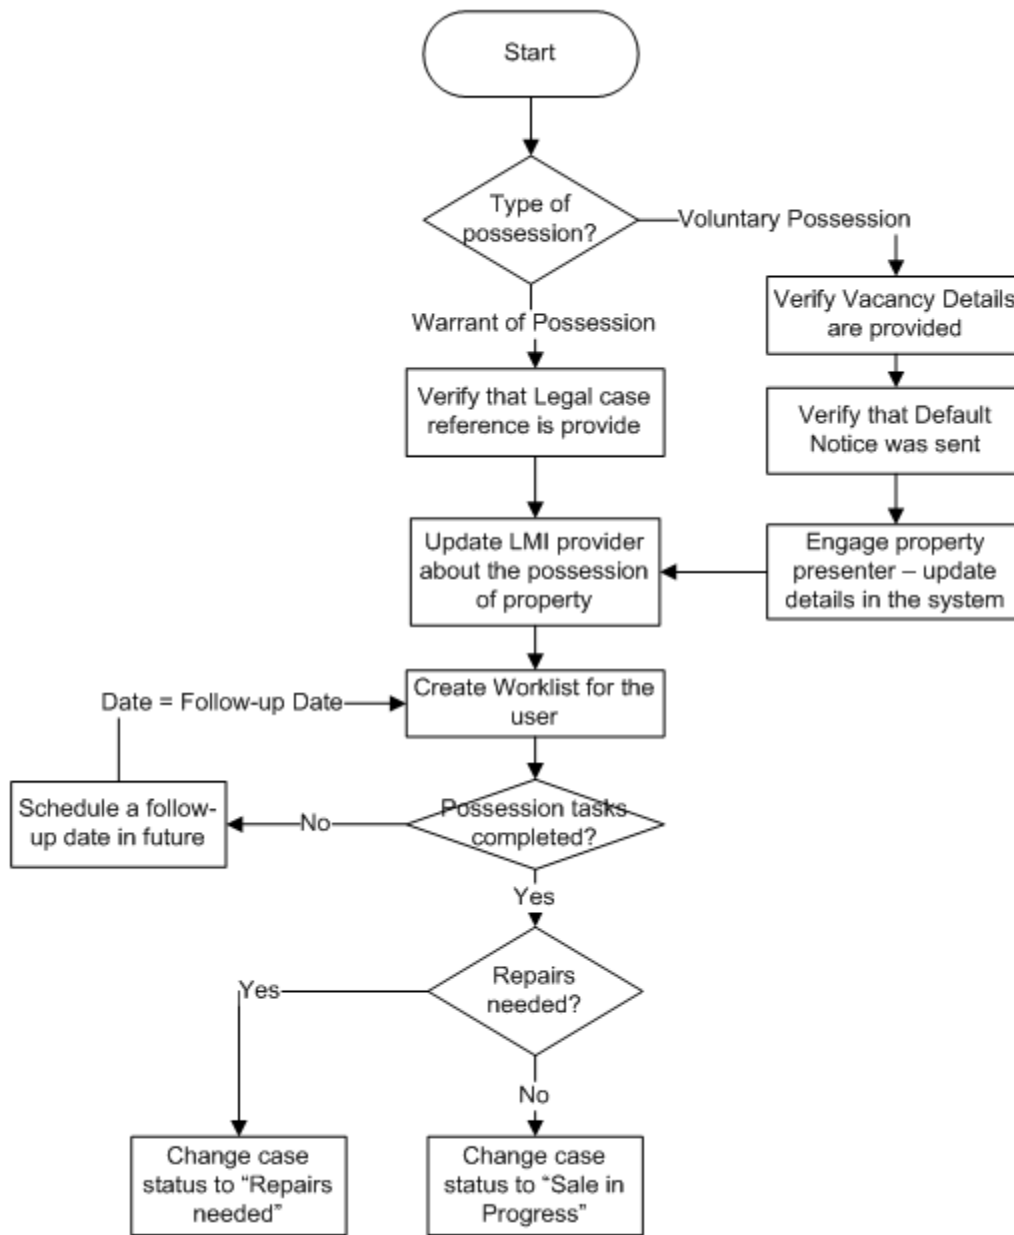 Start
Type of
possession?
Voluntary Possession
Warrant of Possession
Verify Vacancy Details
are provided
Verify that Legal case
reference is provide
Verify that Default
Notice was sent
Update LMI provider
about the possession
of property
Engage property
presenter – update
details in the system
Date = Follow-up Date
Create Worklist for the
user
Schedule a follow-
up date in future
No
Possession tasks
completed?
Yes
Repairs
needed?
Yes
No
Change case
status to “Repairs
needed”
Change case
status to “Sale in
Progress”